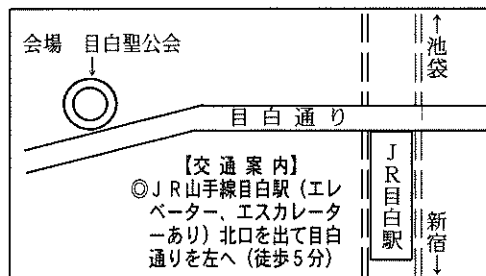 会場 目白聖公会
↓
↑池袋
目白通り
JR目白駅
新宿↓
【交通案内】
◎JR山手線目白駅(エレ
ベーター、エスカレータ
ーあり)北口を出て目白
通りを左へ(徒歩5分)